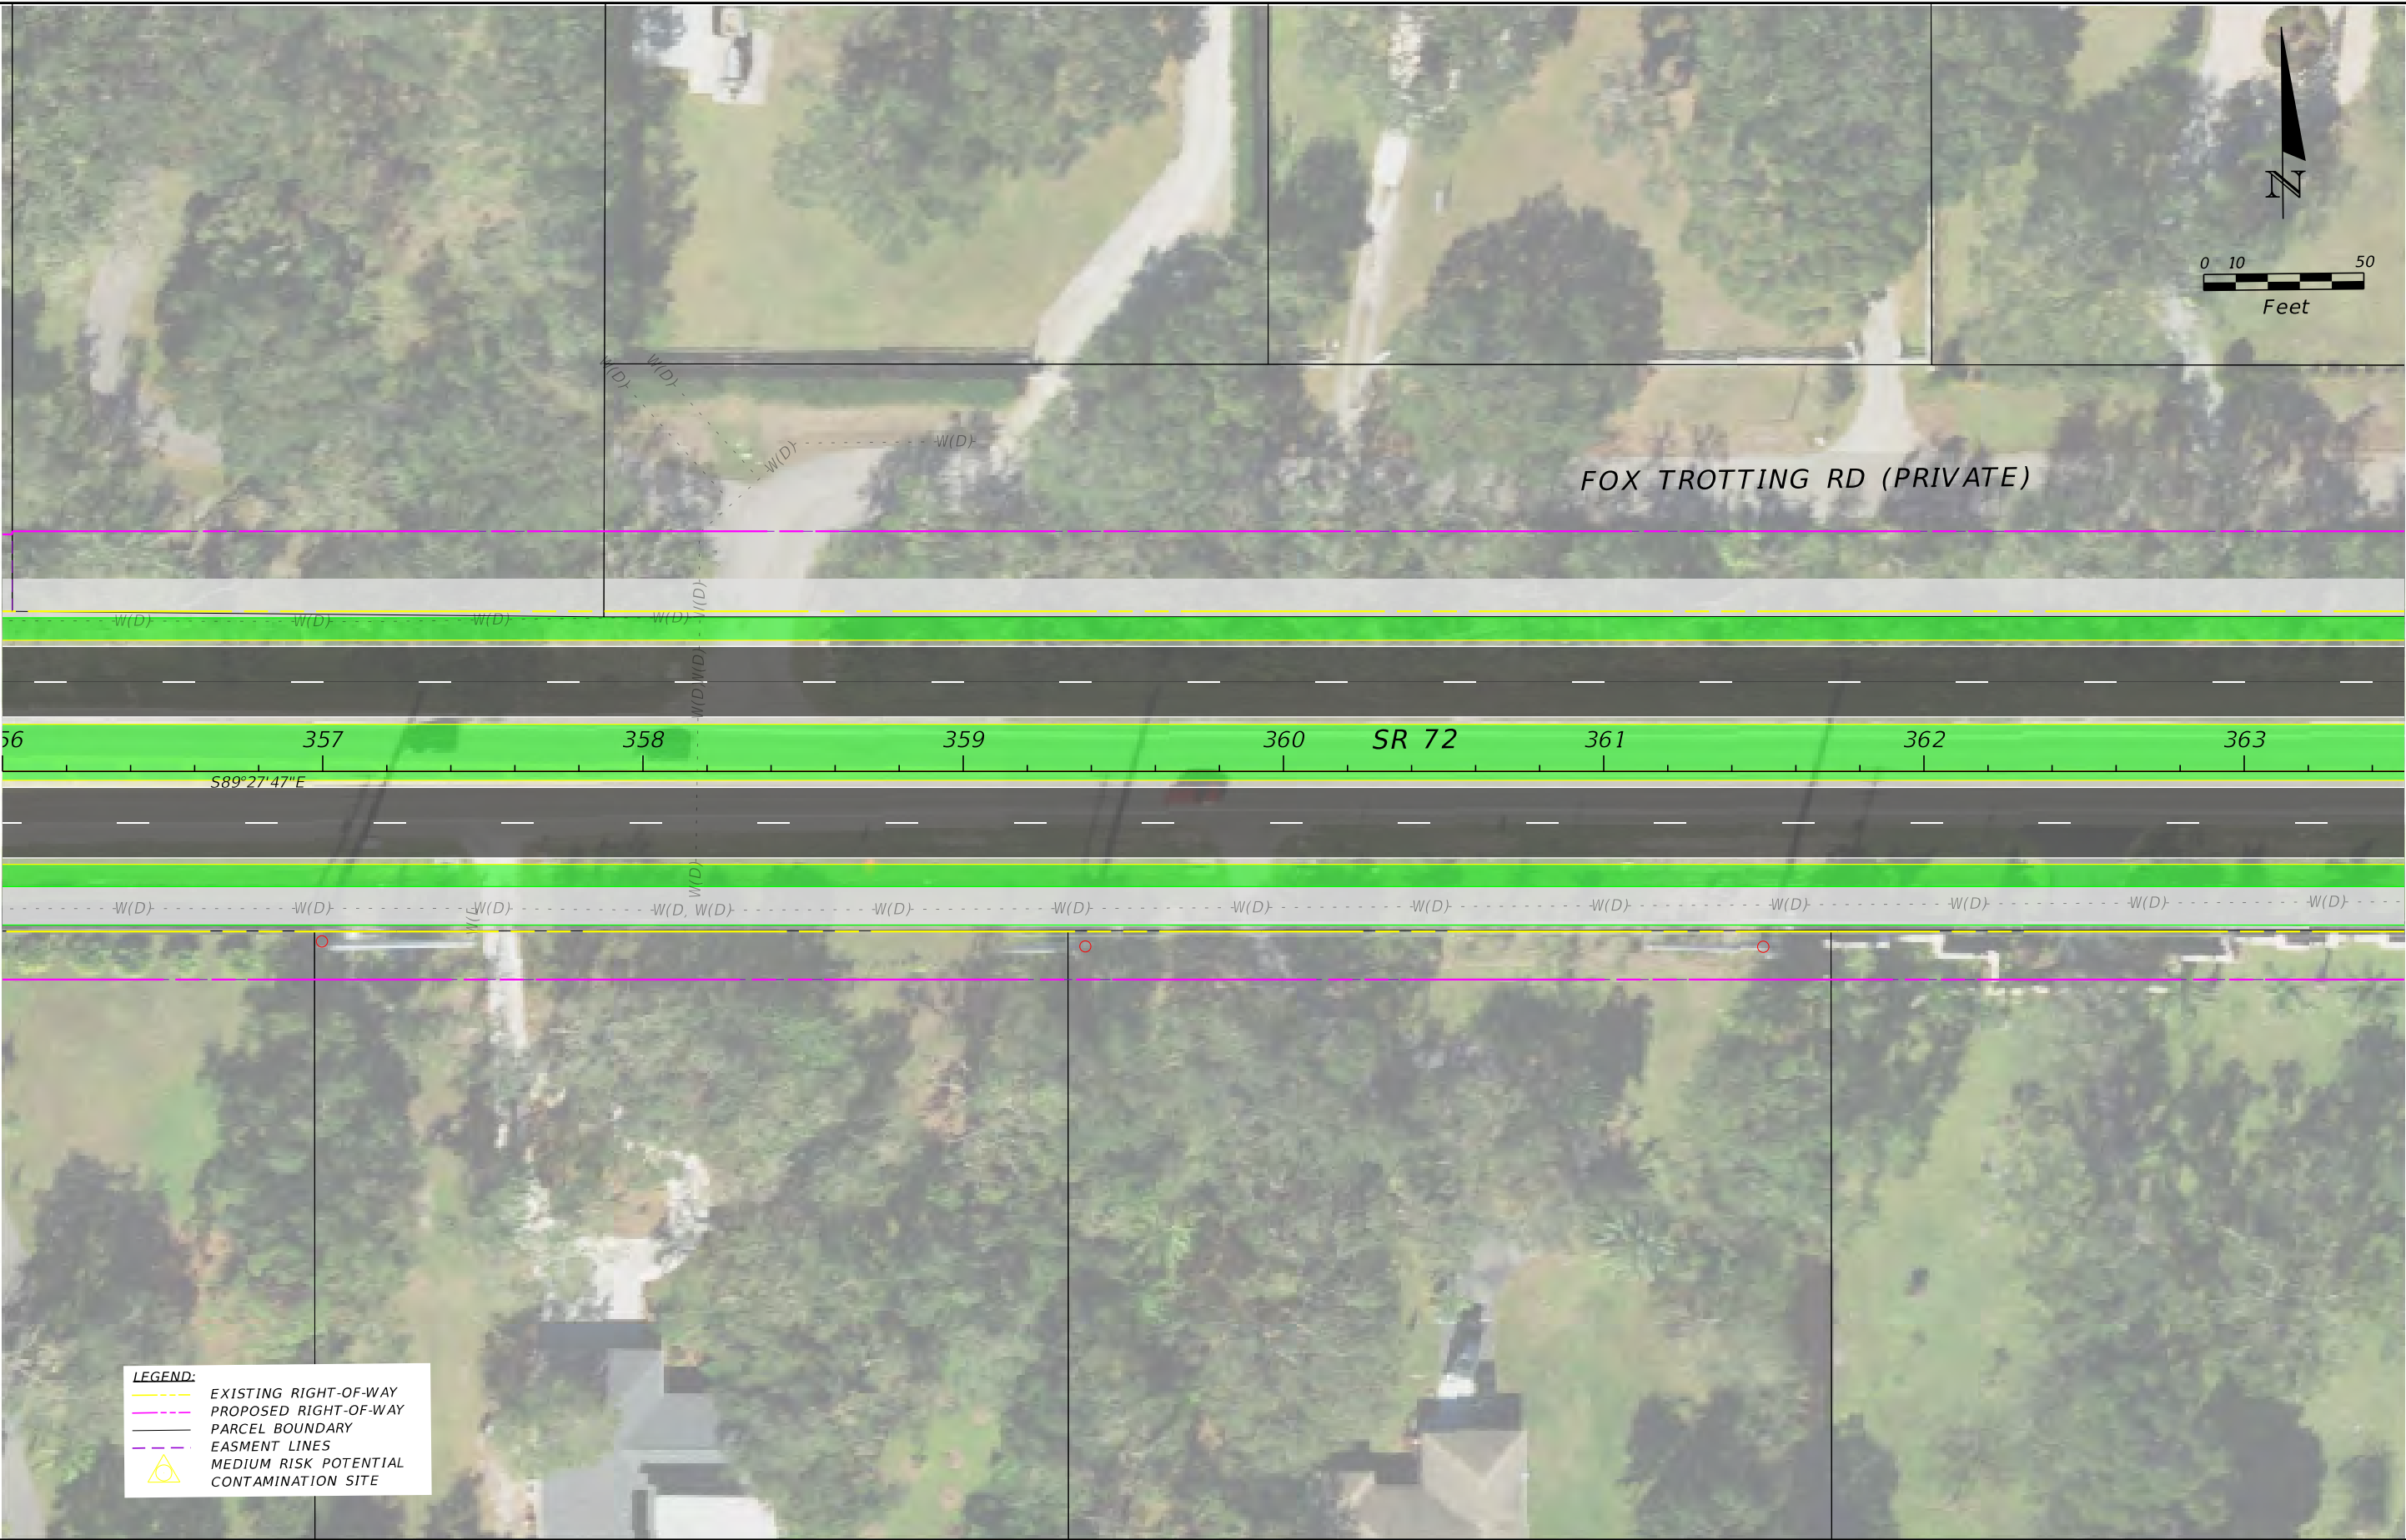 N
0 10 50
Feet
W(D) W(D)
W(D) W(D)
FOX TROTTING RD (PRIVATE)
W(D)
W(D) W(D) W(D) W(D)
W(D)
W(D)
56 357 358 359 360 SR 72 361 362 363
S89°27'47"E
W(D)
W(D) W(D) W(D) W(D) W(D) W(D) W(D) W(D) W(D) W(D) W(D) W(D) W(D) W(D)
LEGEND:
EXISTING RIGHT-OF-WAY
PROPOSED RIGHT-OF-WAY
PARCEL BOUNDARY
EASMENT LINES
MEDIUM RISK POTENTIAL
CONTAMINATION SITE